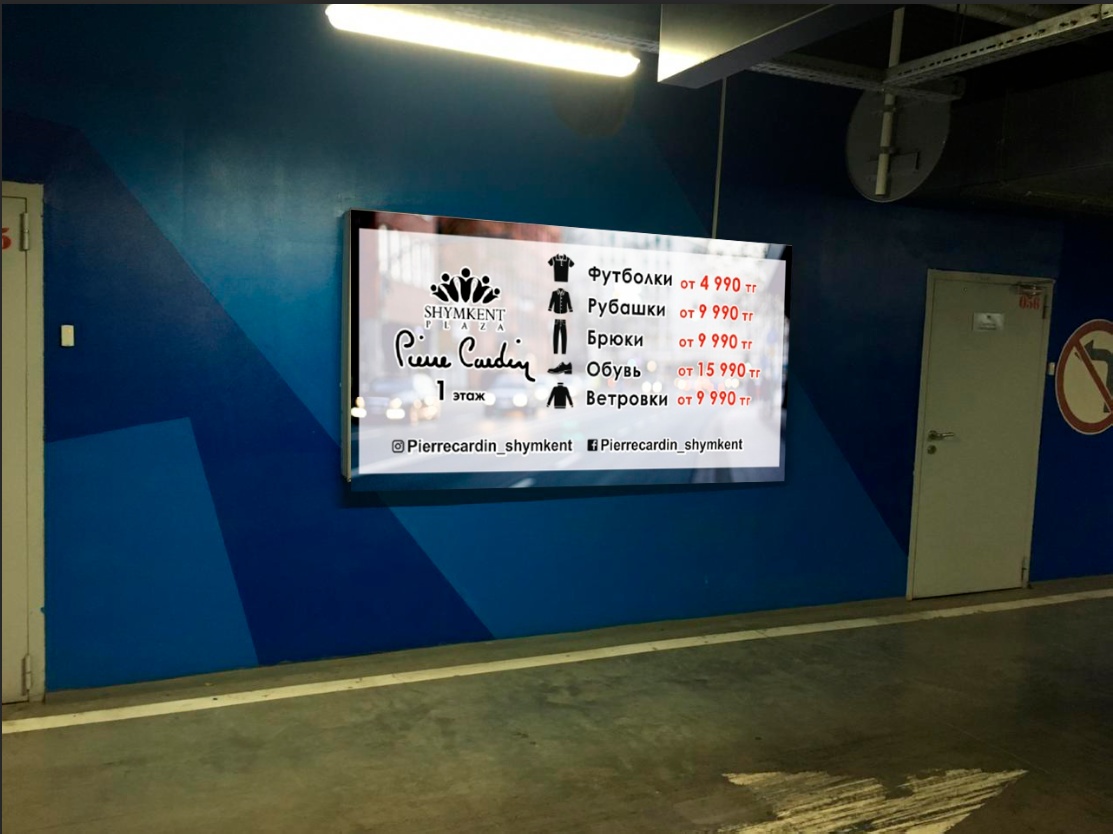 SHYMKENT
PLAZA
Pierre Cardin
1 этаж
Футболки от 4 990 тг
Рубашки от 9 990 тг
Брюки от 9 990 тг
Обувь от 15 990 тг
Ветровки от 9 990 тг
Pierrecardin_shymkent Pierrecardin_shymkent
5